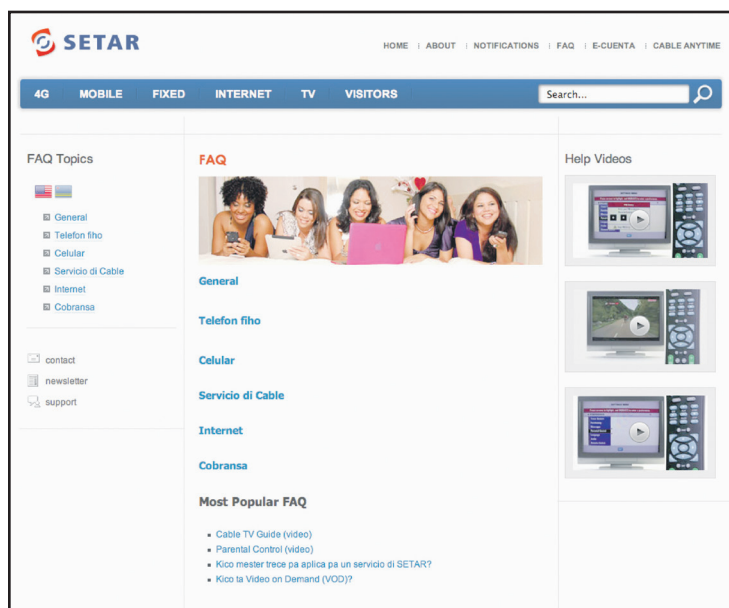 SETAR
HOME | ABOUT | NOTIFICATIONS | FAQ | E-CUENTA | CABLE ANYTIME
4G MOBILE FIXED INTERNET TV VISITORS Search...
FAQ Topics
General
Telefon fiho
Celular
Servicio di Cable
Internet
Cobransa
contact
newsletter
support
FAQ
General
Telefon fiho
Celular
Servicio di Cable
Internet
Cobransa
Most Popular FAQ
Cable TV Guide (video)
Parental Control (video)
Kico mester trece pa aplica pa un servicio di SETAR?
Kico ta Video on Demand (VOD)?
Help Videos